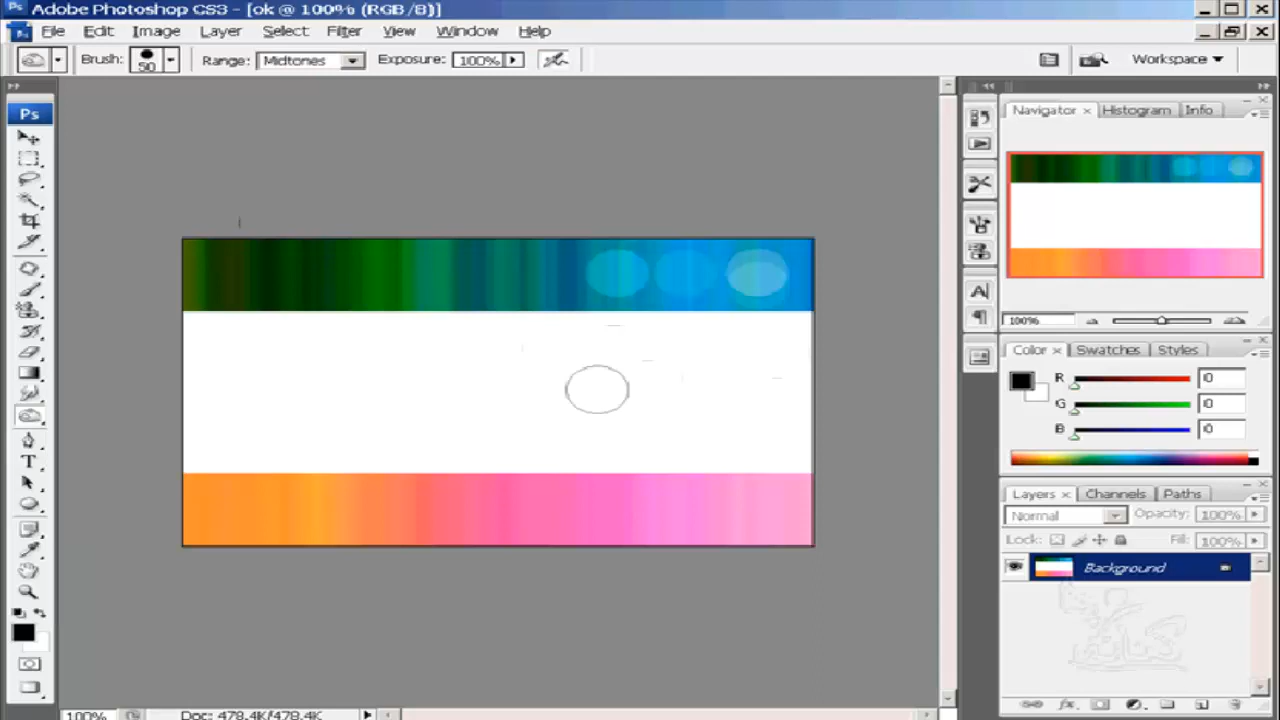 Adobe Photoshop CS3 - [ok @ 100% (RGB/8)]
File Edit Image Layer Select Filter View Window Help
Brush: 50 Range: Midtones Exposure: 100% Workspace
Ps
Navigator × Histogram Info
100%
Color × Swatches Styles
R 0
G 0
B 0
Layers × Channels Paths
Normal Opacity: 100%
Lock: Fill: 100%
Background
100% Doc: 478.4K/478.4K